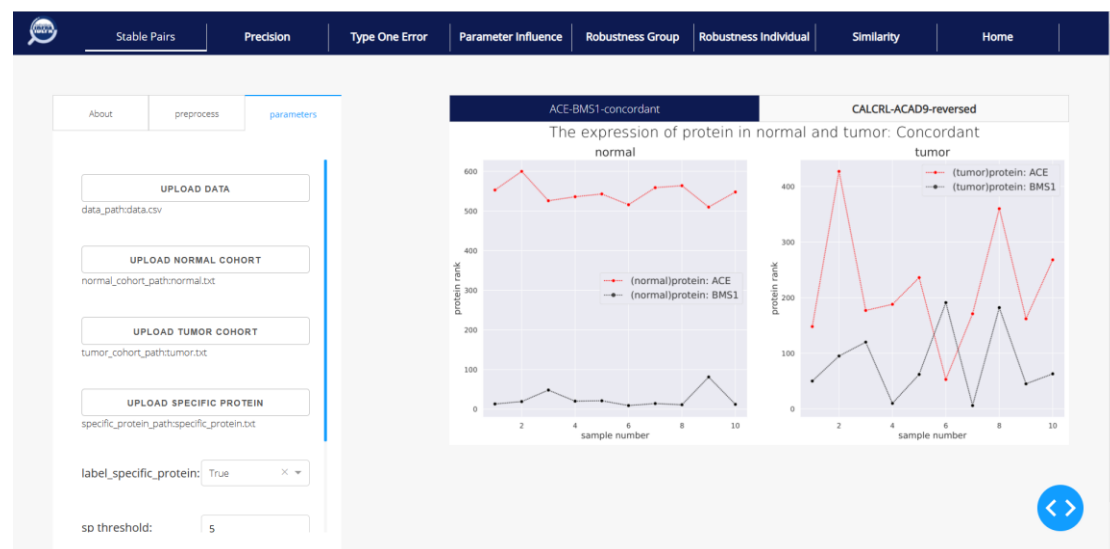 Stable Pairs Precision Type One Error Parameter Influence Robustness Group Robustness Individual Similarity Home
About preprocess parameters
UPLOAD DATA
data_path:data.csv
UPLOAD NORMAL COHORT
normal_cohort_path:normal.txt
UPLOAD TUMOR COHORT
tumor_cohort_path:tumor.txt
UPLOAD SPECIFIC PROTEIN
specific_protein_path:specific_protein.txt
label_specific_protein: True
sp threshold: 5
ACE-BMS1-concordant CALCRL-ACAD9-reversed
The expression of protein in normal and tumor: Concordant
normal
protein rank
600
500
400
300
200
100
0
(normal)protein: ACE
(normal)protein: BMS1
2 4 6 8 10
sample number
tumor
protein rank
400
300
200
100
0
(tumor)protein: ACE
(tumor)protein: BMS1
2 4 6 8 10
sample number